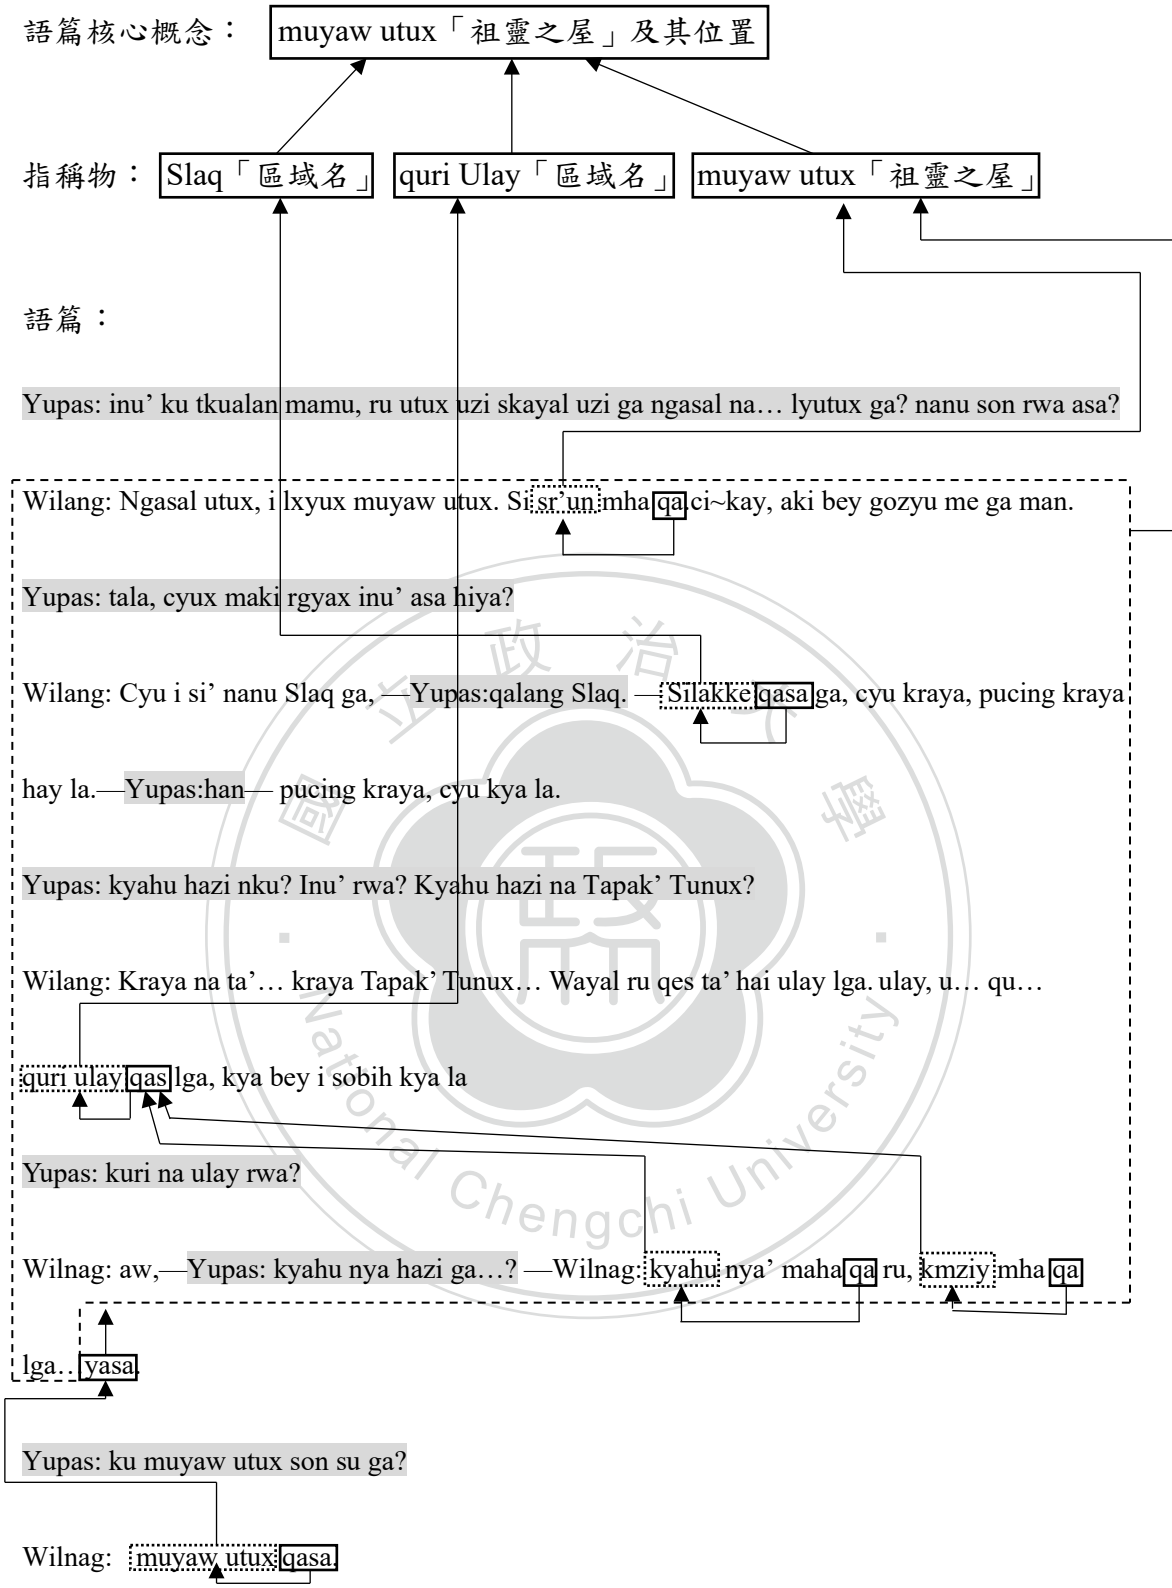 語篇核心概念： muyaw utux「祖靈之屋」及其位置
指稱物： Slaq「區域名」 quri Ulay「區域名」 muyaw utux「祖靈之屋」
語篇：
Yupas: inu’ ku tkualan mamu, ru utux uzi skayal uzi ga ngasal na… lyutux ga? nanu son rwa asa?
Wilang: Ngasal utux, i lxyux muyaw utux. Si sr’un mha qa.ci~kay, aki bey gozyu me ga man.
Yupas: tala, cyux maki rgyax inu’ asa hiya?
Wilang: Cyu i si’ nanu Slaq ga, —Yupas:qalang Slaq. — Silakke qasa ga, cyu kraya, pucing kraya
hay la.—Yupas:han— pucing kraya, cyu kya la.
Yupas: kyahu hazi nku? Inu’ rwa? Kyahu hazi na Tapak’ Tunux?
Wilang: Kraya na ta’… kraya Tapak’ Tunux… Wayal ru qes ta’ hai ulay lga. ulay, u… qu…
quri ulay qas lga, kya bey i sobih kya la
Yupas: kuri na ulay rwa?
Wilnag: aw,—Yupas: kyahu nya hazi ga…? —Wilnag: kyahu nya’ maha qa ru, kmziy mha qa
lga… yasa.
Yupas: ku muyaw utux son su ga?
Wilnag: muyaw utux qasa.
國立政治大學
National Chengchi University